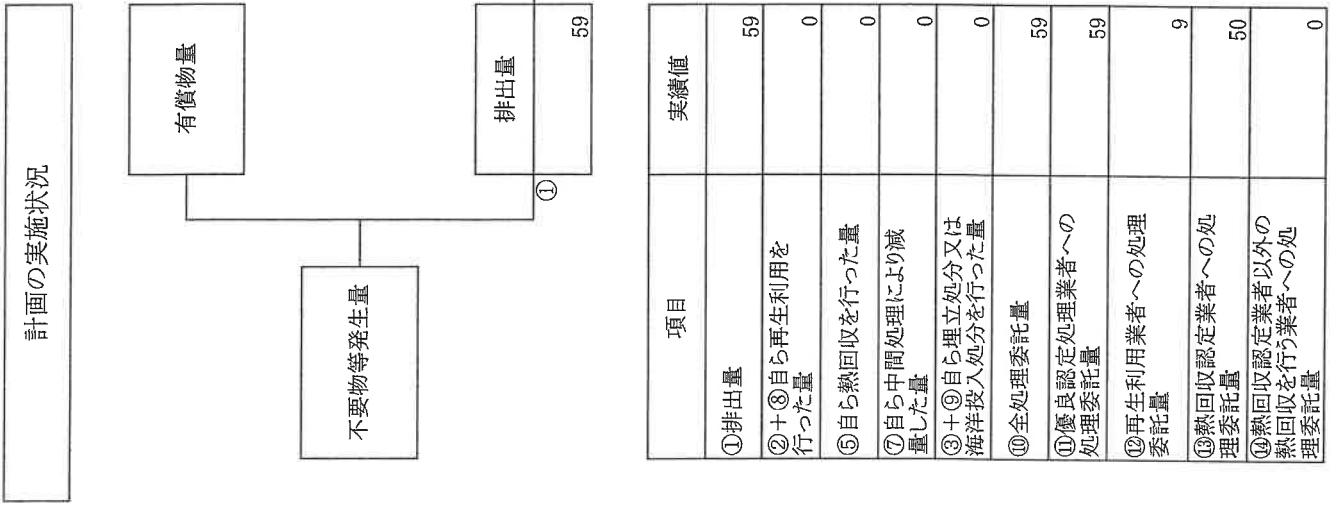 計画の実施状況
有償物量
不要物等発生量
①
排出量
59
項目
実績値
①排出量
59
②+⑧自ら再生利用を
行った量
0
⑤自ら熱回収を行った量
0
⑦自ら中間処理により減
量した量
0
③+⑨自ら埋立処分又は
海洋投入処分を行った量
0
⑩全処理委託量
59
⑪優良認定処理業者への
処理委託量
59
⑫再生利用業者への処理
委託量
9
⑬熱回収認定業者への処
理委託量
50
⑭熱回収認定業者以外の
熱回収を行う業者への処
理委託量
0